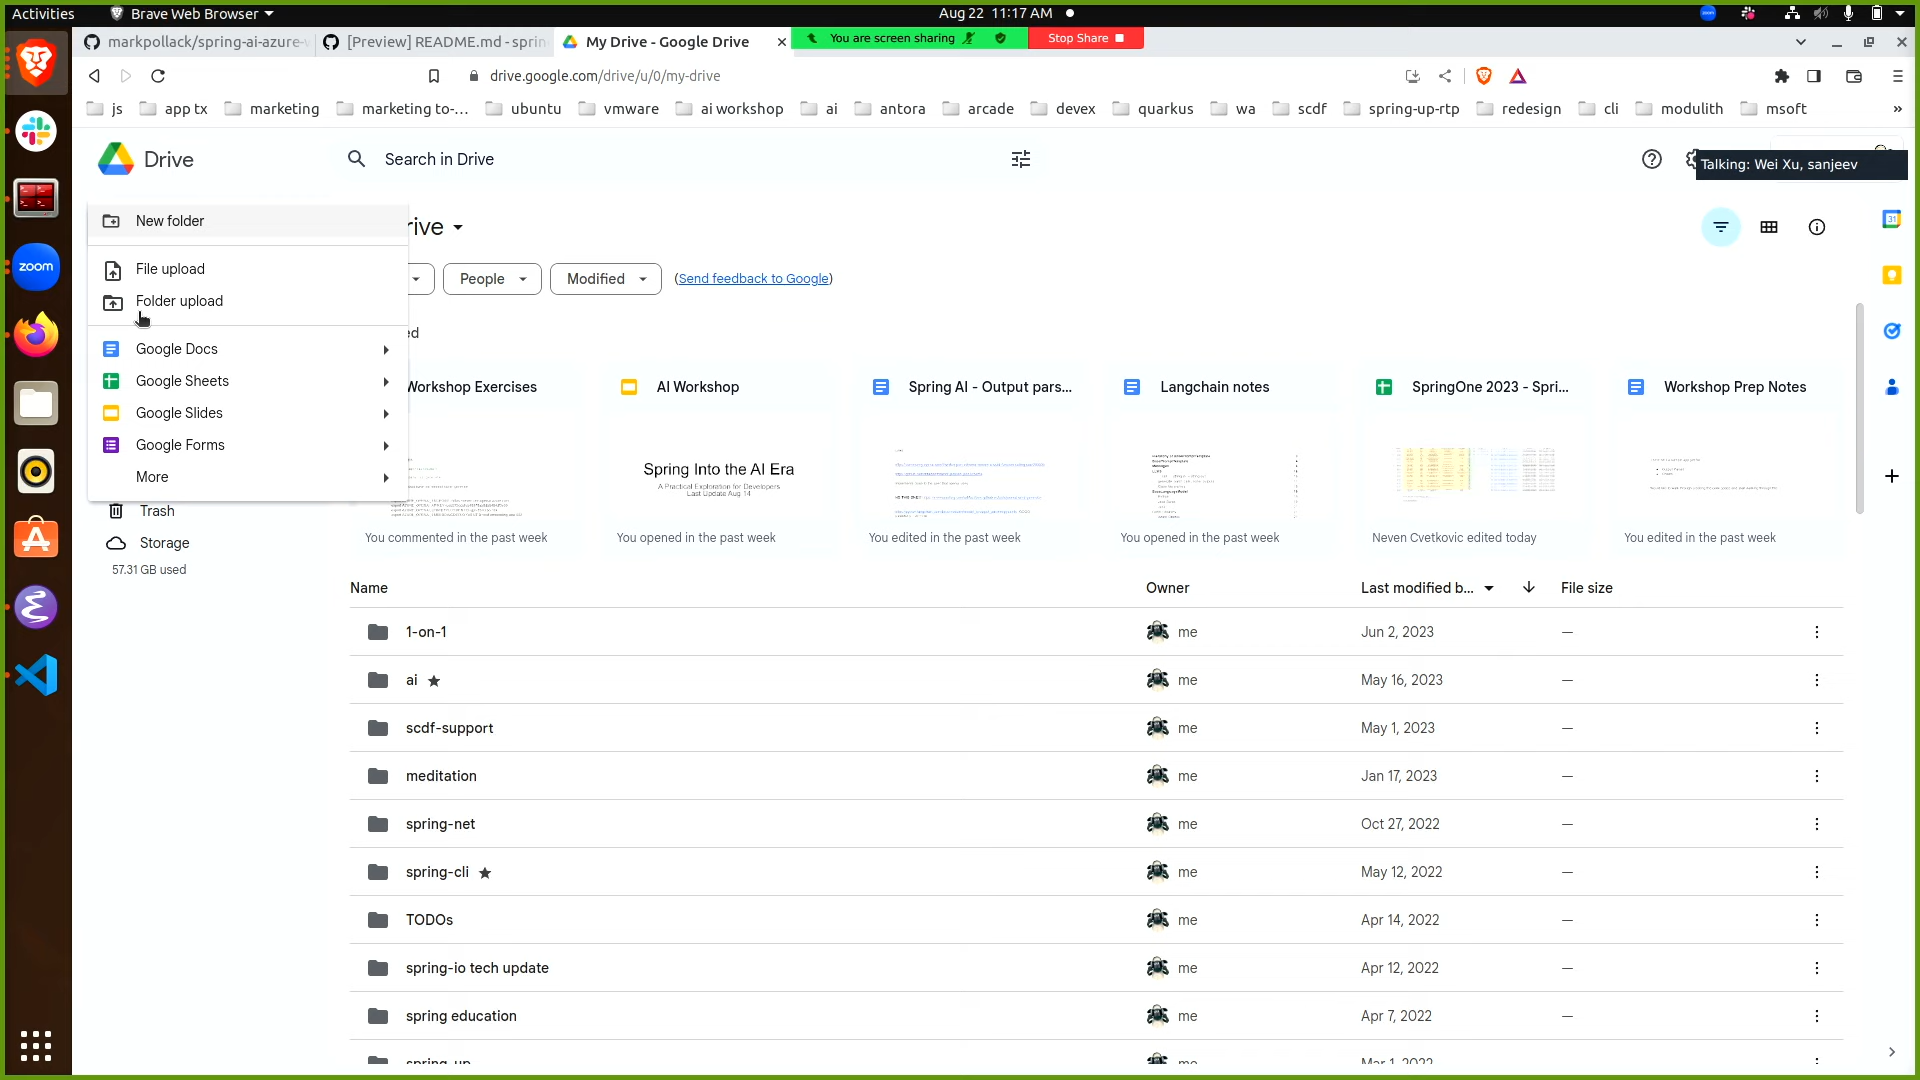 Activities
Brave Web Browser
Aug 22 11:17 AM
markpollack/spring-ai-azure-
[Preview] README.md - sprin
My Drive - Google Drive
You are screen sharing
Stop Share
drive.google.com/drive/u/0/my-drive
js
app tx
marketing
marketing to-...
ubuntu
vmware
ai workshop
ai
antora
arcade
devex
quarkus
wa
scdf
spring-up-rtp
redesign
cli
modulith
msoft
»
Drive
Search in Drive
Talking: Wei Xu, sanjeev
New folder
File upload
Folder upload
Google Docs
Google Sheets
Google Slides
Google Forms
More
Trash
Storage
57.31 GB used
rive
People
Modified
(Send feedback to Google)
ed
Workshop Exercises
AI Workshop
Spring AI - Output pars...
Langchain notes
SpringOne 2023 - Spri...
Workshop Prep Notes
Spring Into the AI Era
A Practical Exploration for Developers
Last Update Aug 14
You commented in the past week
You opened in the past week
You edited in the past week
You opened in the past week
Neven Cvetkovic edited today
You edited in the past week
Name
Owner
Last modified b...
File size
1-on-1
me
Jun 2, 2023
—
ai
me
May 16, 2023
—
scdf-support
me
May 1, 2023
—
meditation
me
Jan 17, 2023
—
spring-net
me
Oct 27, 2022
—
spring-cli
me
May 12, 2022
—
TODOs
me
Apr 14, 2022
—
spring-io tech update
me
Apr 12, 2022
—
spring education
me
Apr 7, 2022
—
spring-up
me
Mar 1, 2022
zoom
31